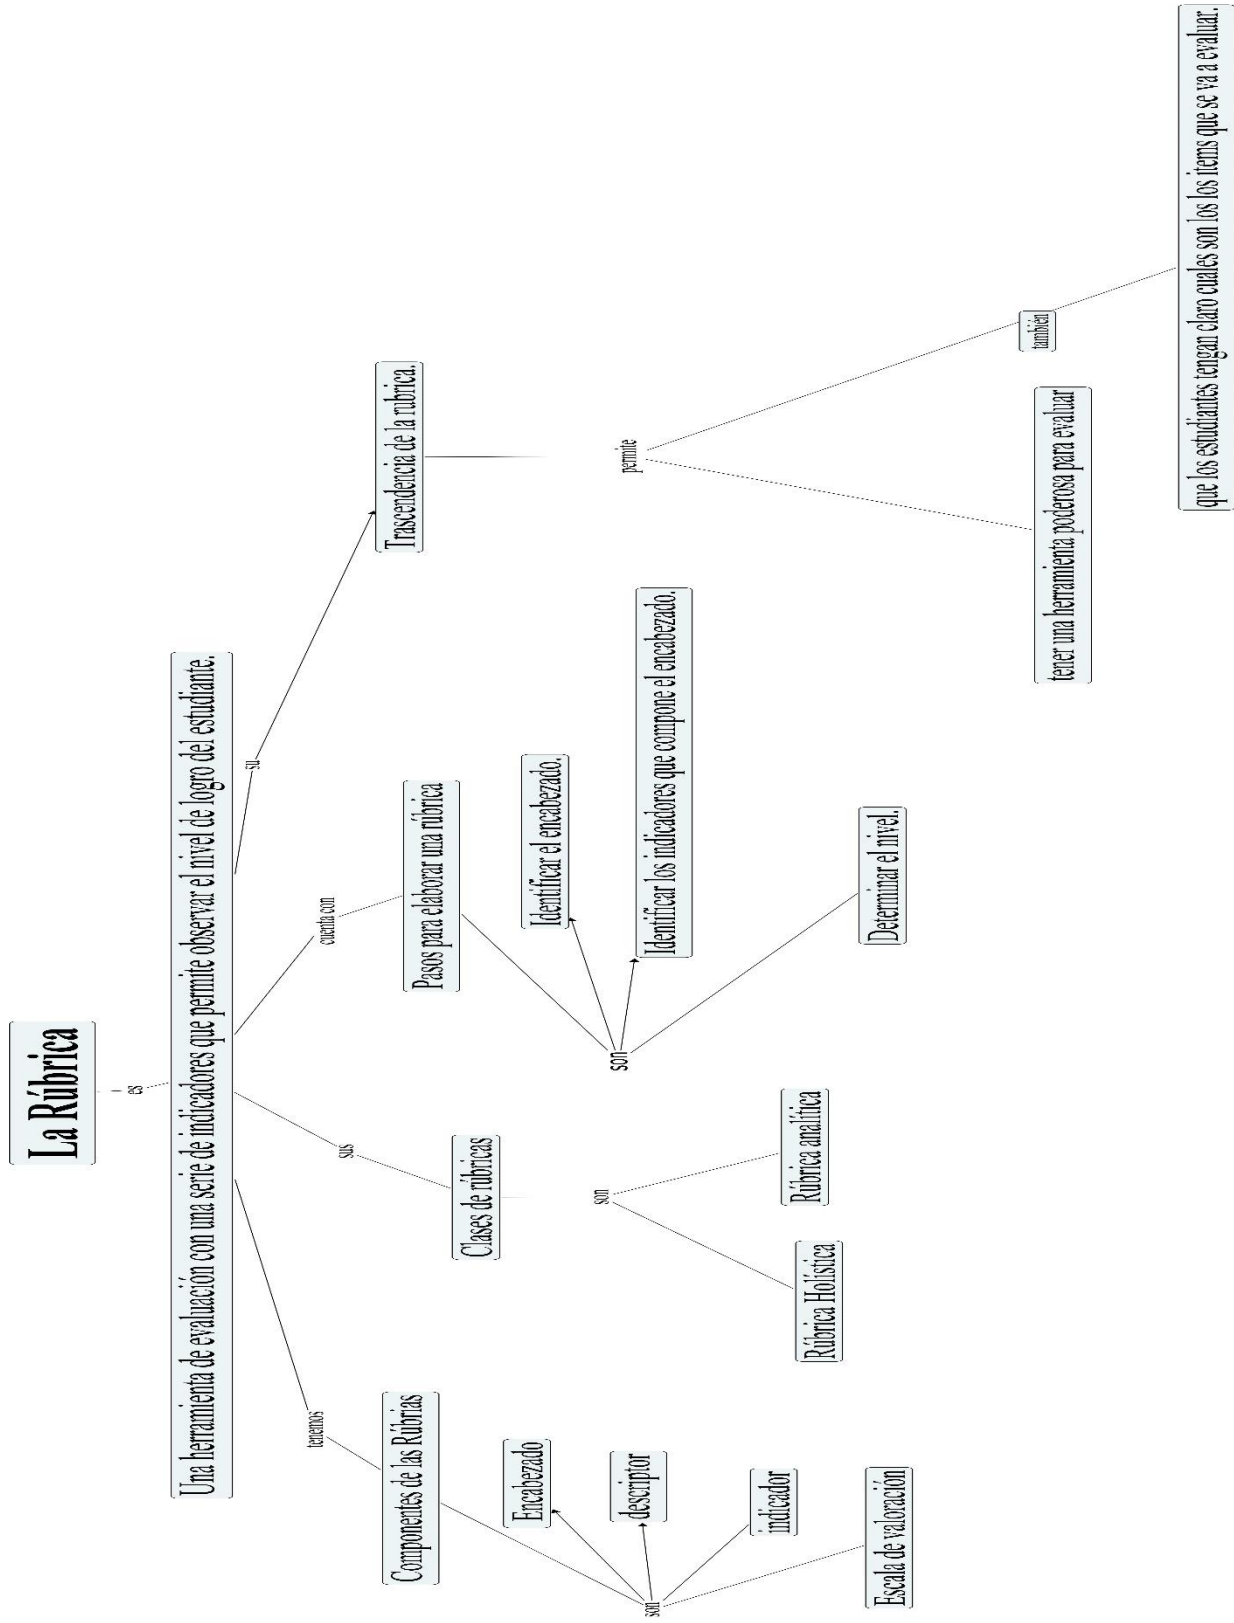 La Rúbrica
es
Una herramienta de evaluación con una serie de indicadores que permite observar el nivel de logro del estudiante.
tenemos
Componentes de las Rúbrias
son
Encabezado
descriptor
indicador
Escala de valoración
sus
Clases de rúbricas
son
Rúbrica Holística
Rúbrica analítica
cuenta con
Pasos para elaborar una rúbrica
son
Identificar el encabezado.
Identificar los indicadores que compone el encabezado.
Determinar el nivel.
su
Trascendencia de la rubrica.
permite
tener una herramienta poderosa para evaluar
también
que los estudiantes tengan claro cuales son los los items que se va a evaluar.